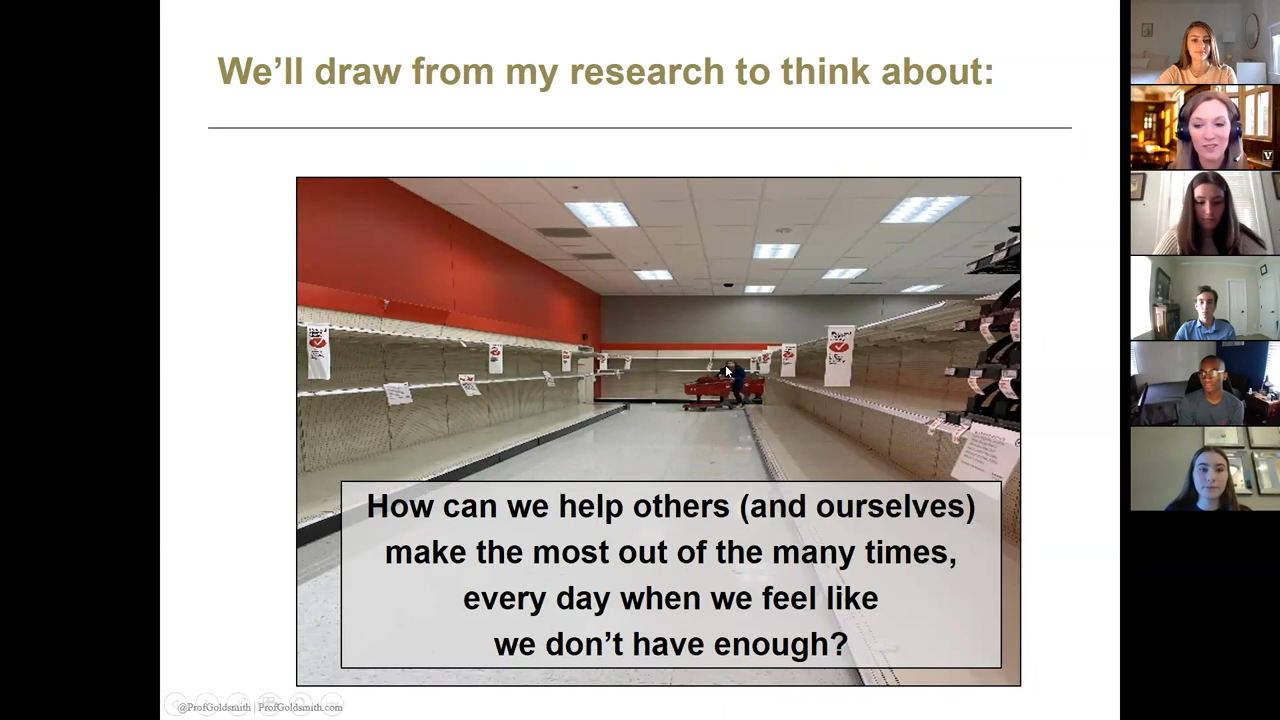 We'll draw from my research to think about:
How can we help others (and ourselves)
make the most out of the many times,
every day when we feel like
we don't have enough?
@ProfGoldsmith | ProfGoldsmith.com
V